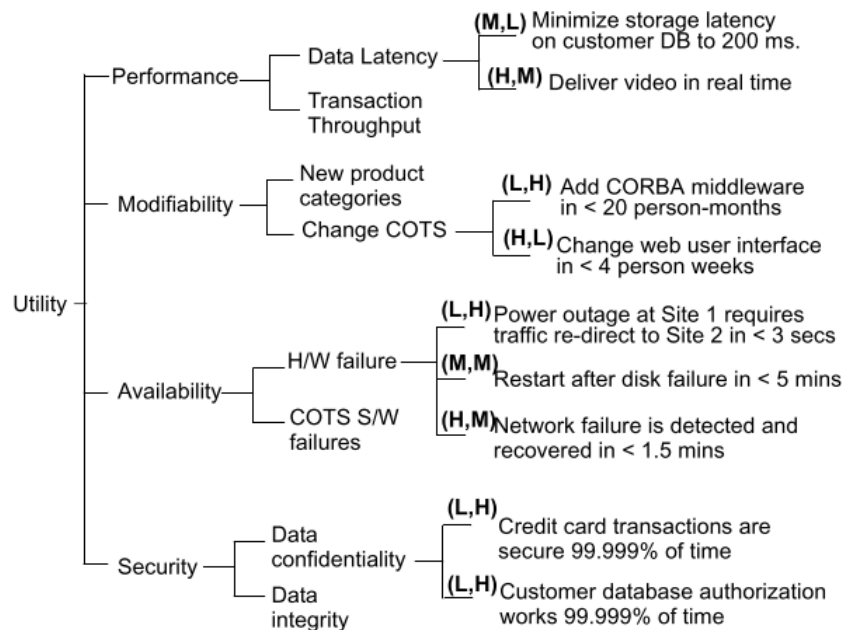 Utility
Performance
Data Latency
(M,L) Minimize storage latency
on customer DB to 200 ms.
(H,M) Deliver video in real time
Transaction
Throughput
Modifiability
New product
categories
Change COTS
(L,H) Add CORBA middleware
in < 20 person-months
(H,L) Change web user interface
in < 4 person weeks
Availability
H/W failure
(L,H) Power outage at Site 1 requires
traffic re-direct to Site 2 in < 3 secs
(M,M) Restart after disk failure in < 5 mins
(H,M) Network failure is detected and
recovered in < 1.5 mins
COTS S/W
failures
Security
Data
confidentiality
(L,H) Credit card transactions are
secure 99.999% of time
(L,H) Customer database authorization
works 99.999% of time
Data
integrity